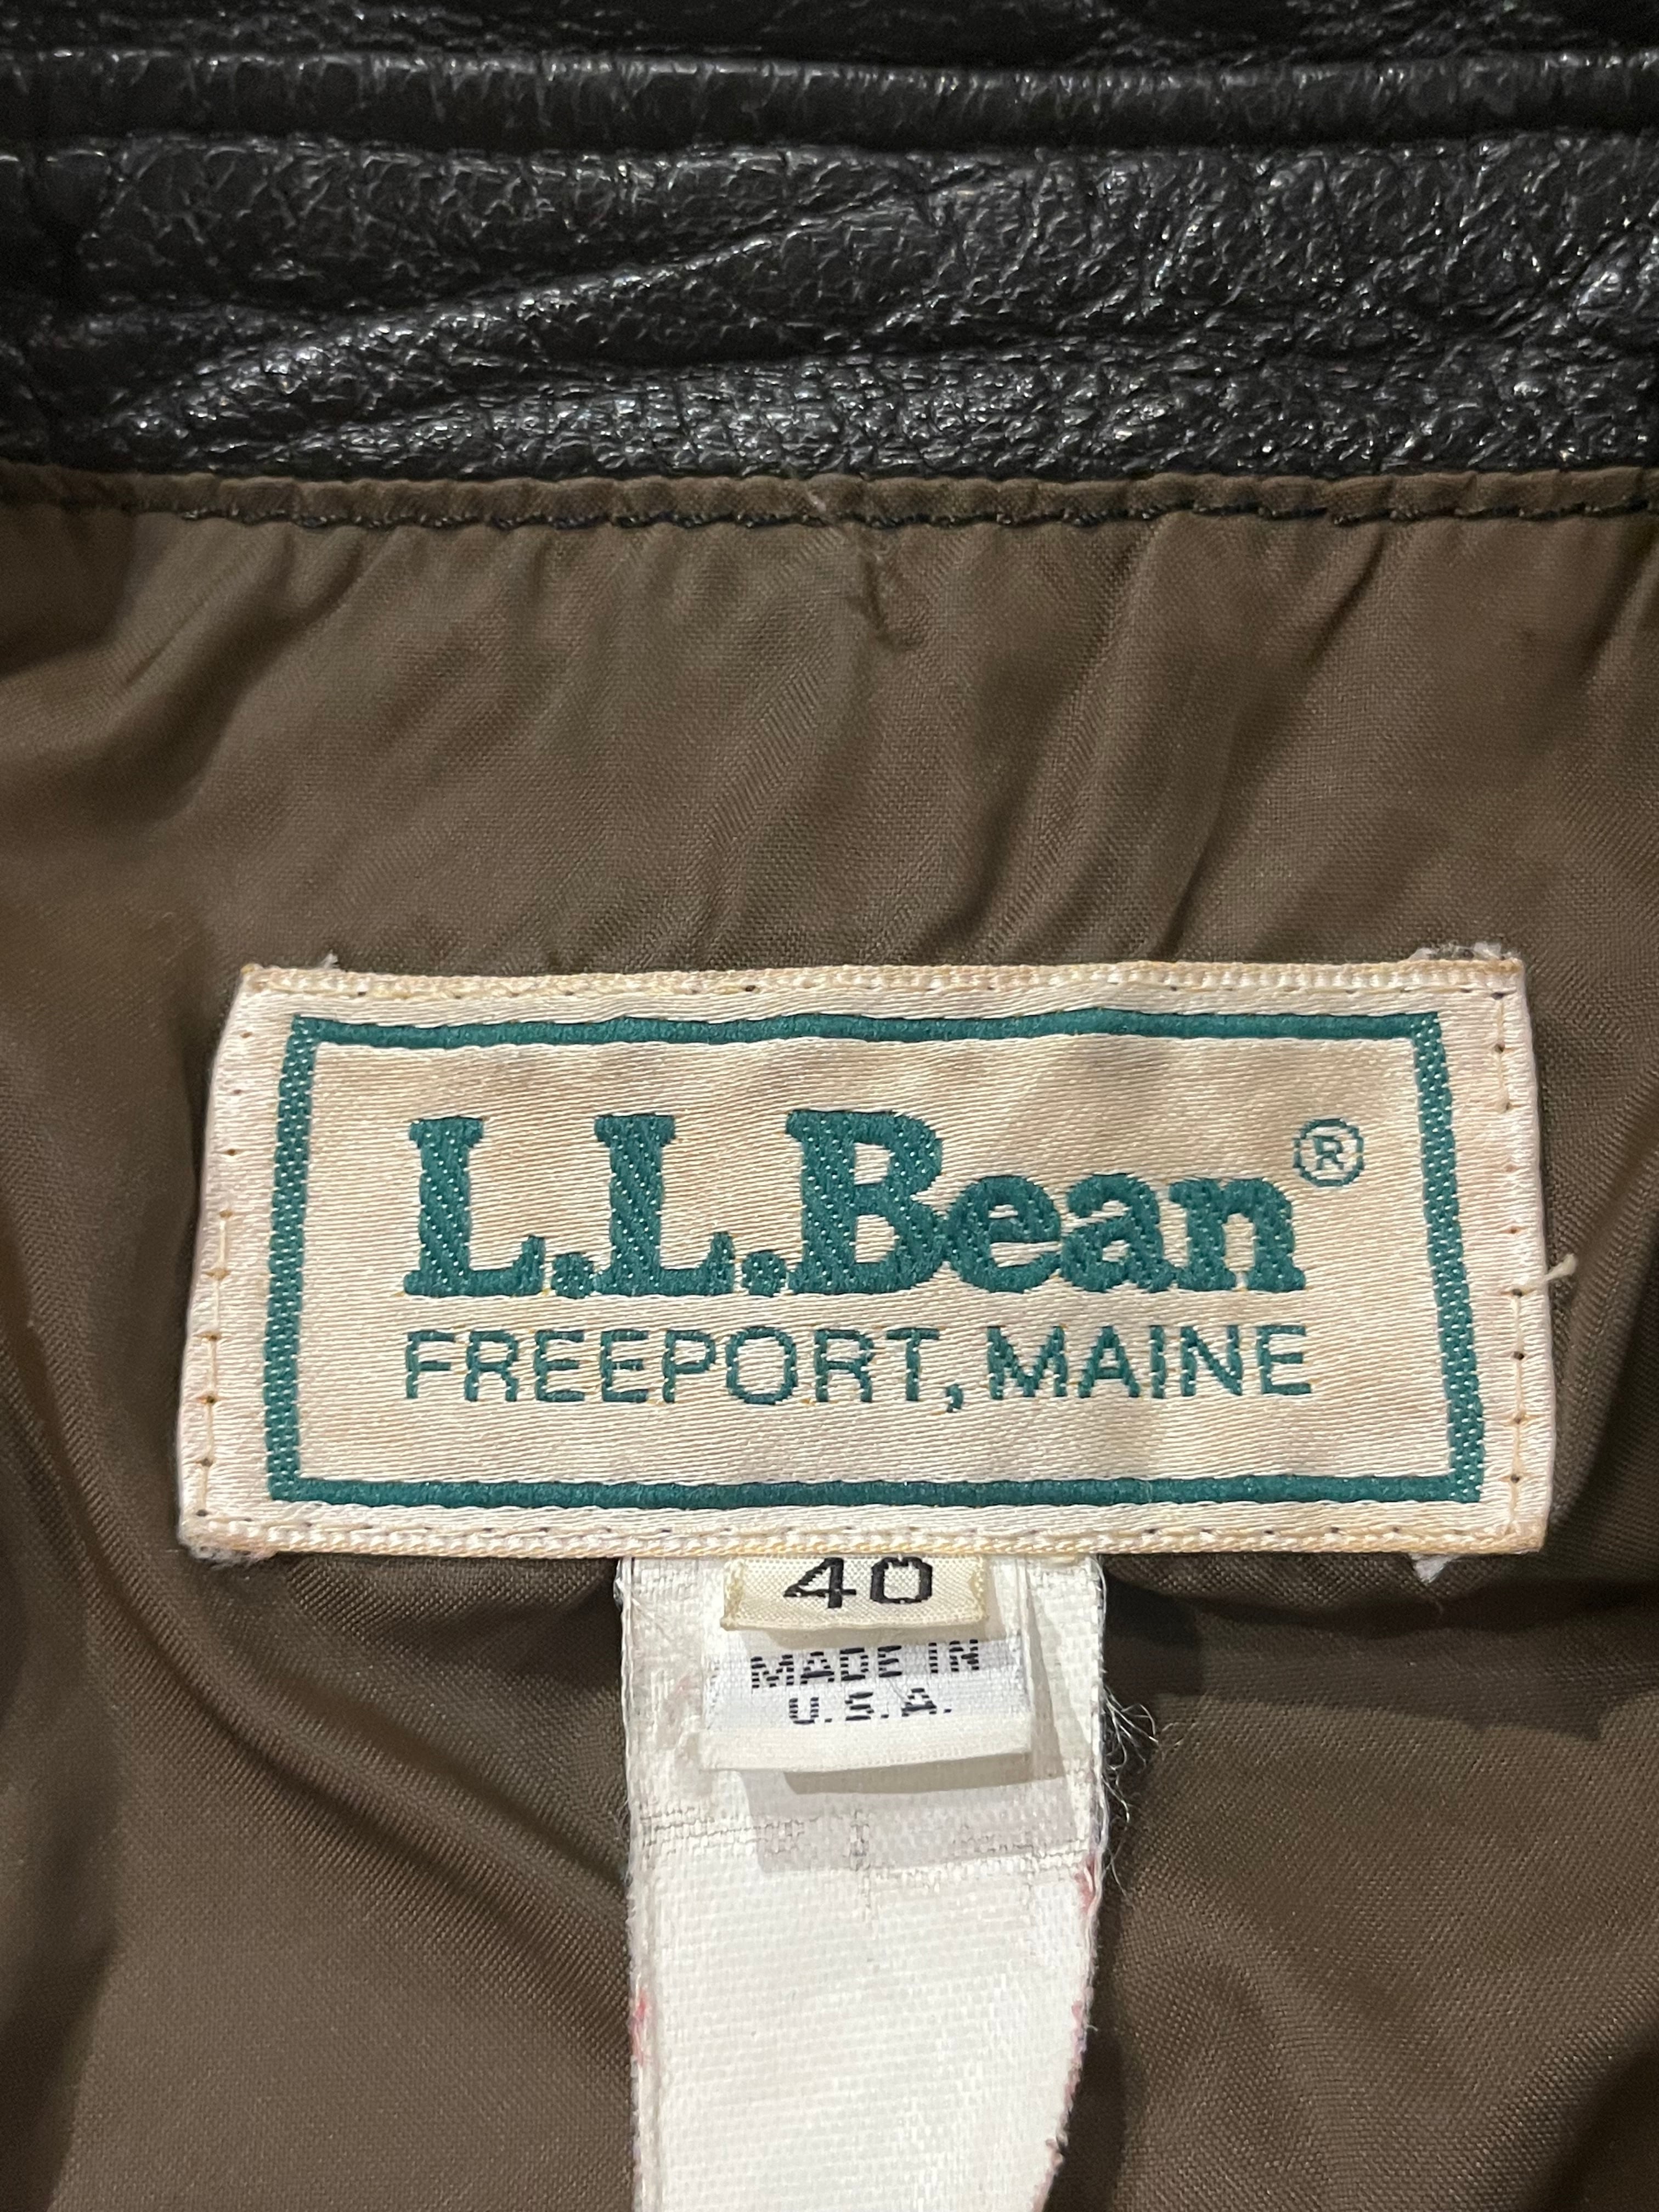 L.L.Bean®
FREEPORT, MAINE
40
MADE IN
U.S.A.